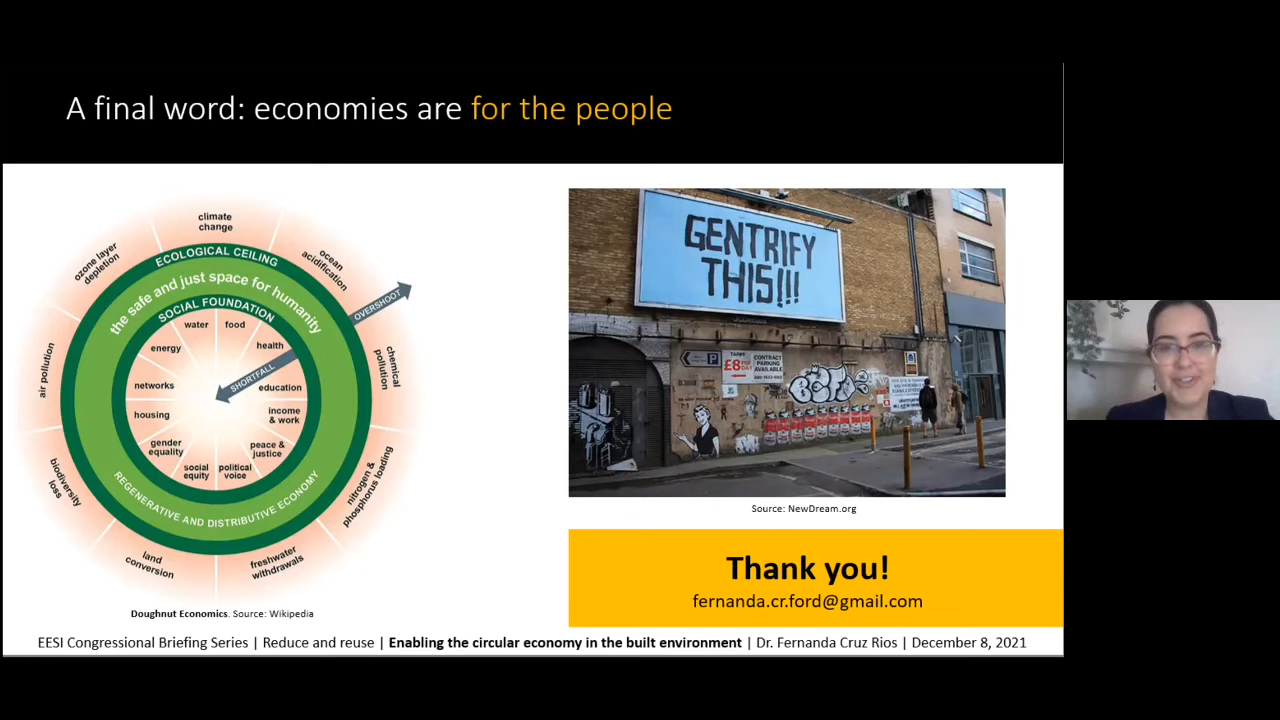 A final word: economies are for the people
climate
change
ocean
acidification
chemical
pollution
nitrogen &
phosphorus loading
freshwater
withdrawals
land
conversion
biodiversity
loss
air pollution
ozone layer
depletion
ECOLOGICAL CEILING
the safe and just space for humanity
SOCIAL FOUNDATION
OVERSHOOT
SHORTFALL
water
food
health
education
income
& work
peace &
justice
political
voice
social
equity
gender
equality
housing
networks
energy
REGENERATIVE AND DISTRIBUTIVE ECONOMY
Doughnut Economics. Source: Wikipedia
GENTRIFY
THIS!!!
P
£8
CONTRACT
PARKING
AVAILABLE
Source: NewDream.org
Thank you!
fernanda.cr.ford@gmail.com
EESI Congressional Briefing Series | Reduce and reuse | Enabling the circular economy in the built environment | Dr. Fernanda Cruz Rios | December 8, 2021